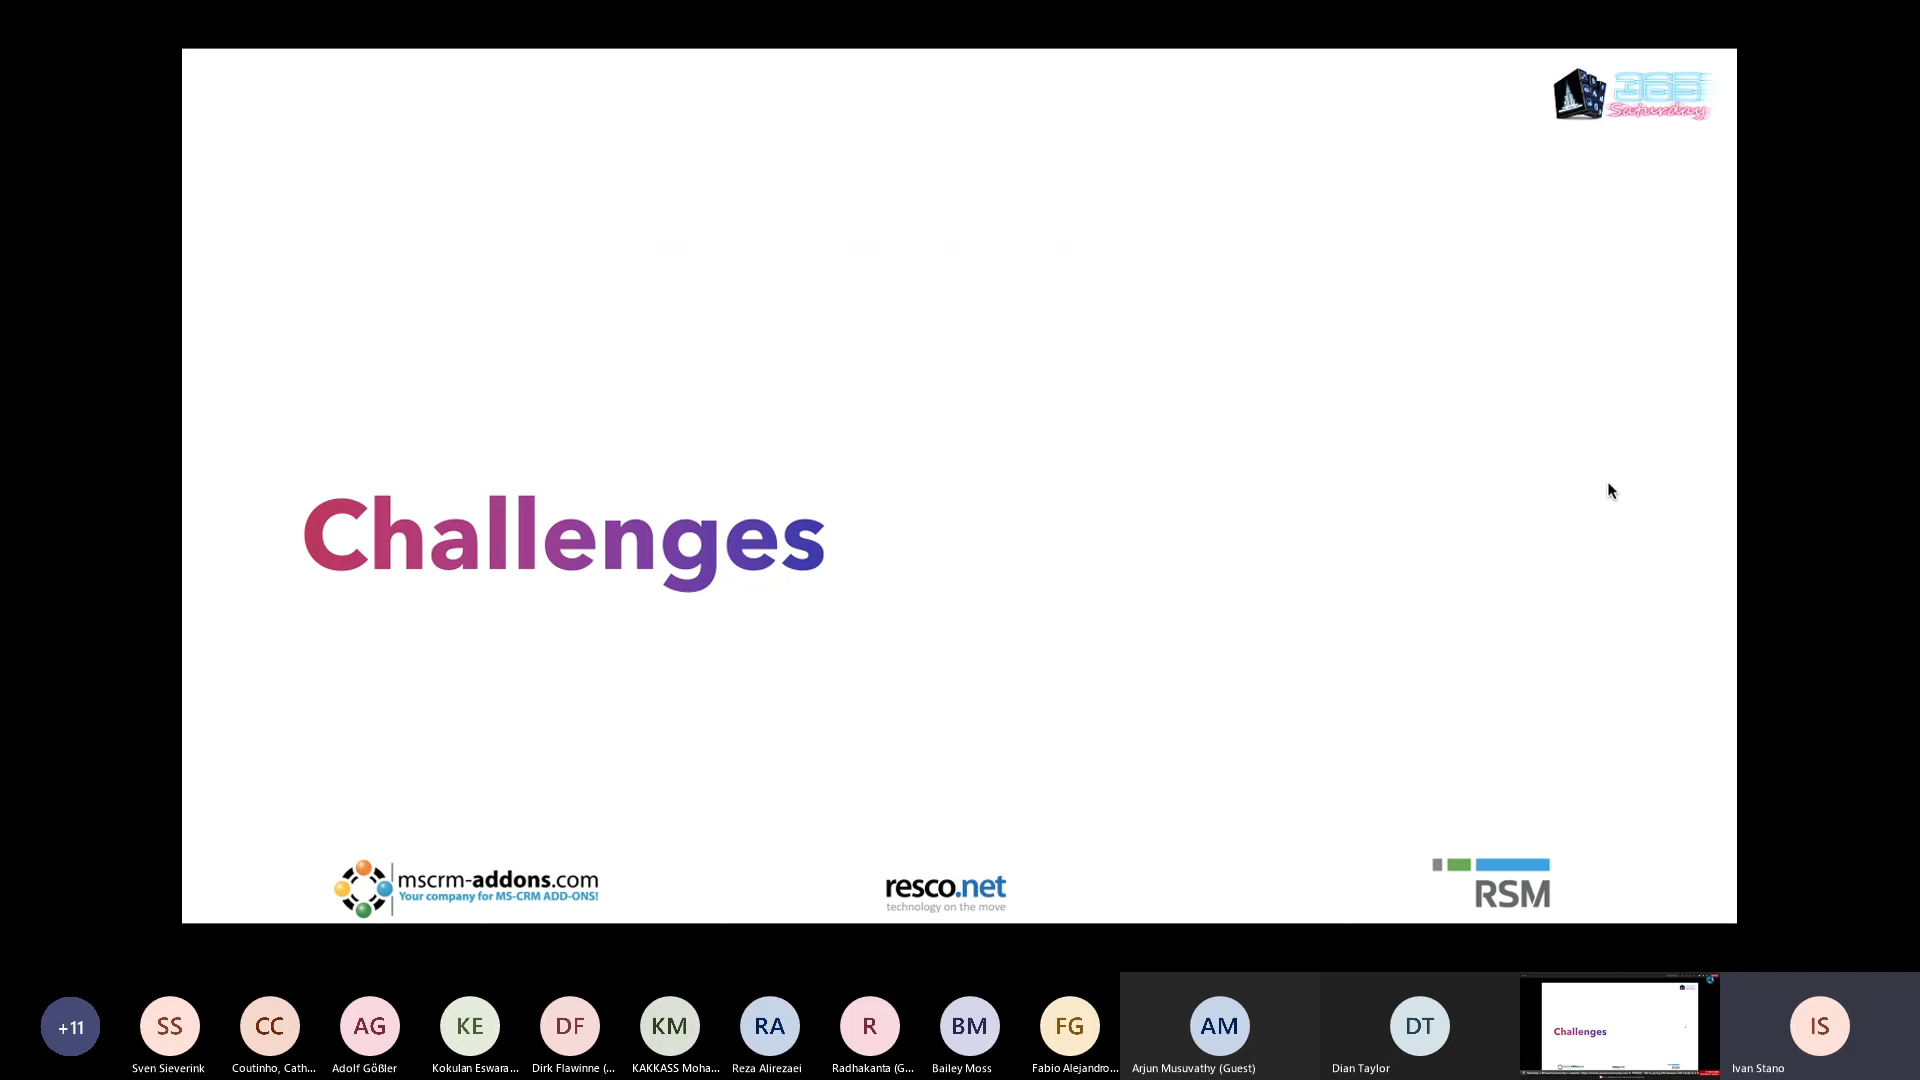 365
Saturday
Challenges
mscrm-addons.com
Your company for MS-CRM ADD-ONS!
resco.net
technology on the move
RSM
+11
SS
CC
AG
KE
DF
KM
RA
R
BM
FG
AM
DT
Challenges
IS
Sven Sieverink
Coutinho, Cath...
Adolf Gößler
Kokulan Eswara...
Dirk Flawinne (...
KAKKASS Moha...
Reza Alirezaei
Radhakanta (G...
Bailey Moss
Fabio Alejandro...
Arjun Musuvathy (Guest)
Dian Taylor
Ivan Stano